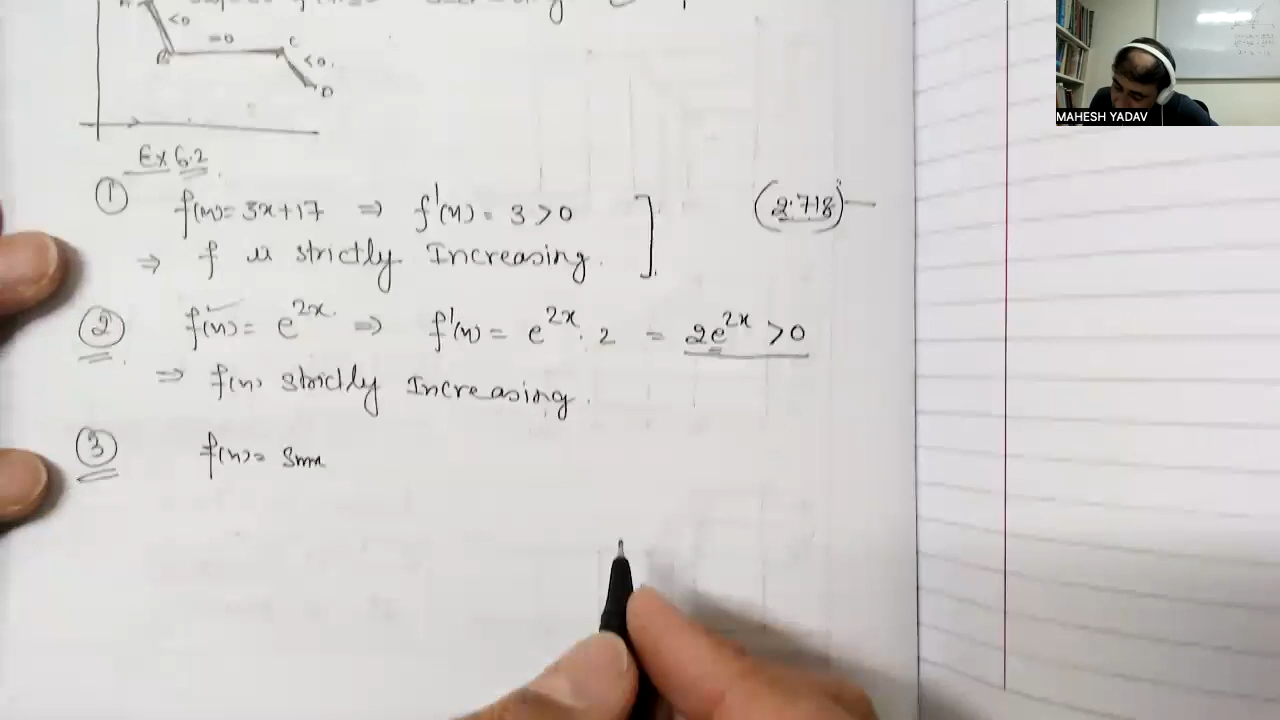 <0
=0
C
<0.
B
D
Ex 6.2
① f(x)= 3x+17 ⇒ f'(x) = 3 >0 ]
(2.718)
⇒ f is strictly Increasing.
② f(x)= e^2x. ⇒ f'(x) = e^2x. 2 = 2e^2x >0
⇒ f(x) strictly Increasing.
③ f(x)= Sinx
MAHESH YADAV